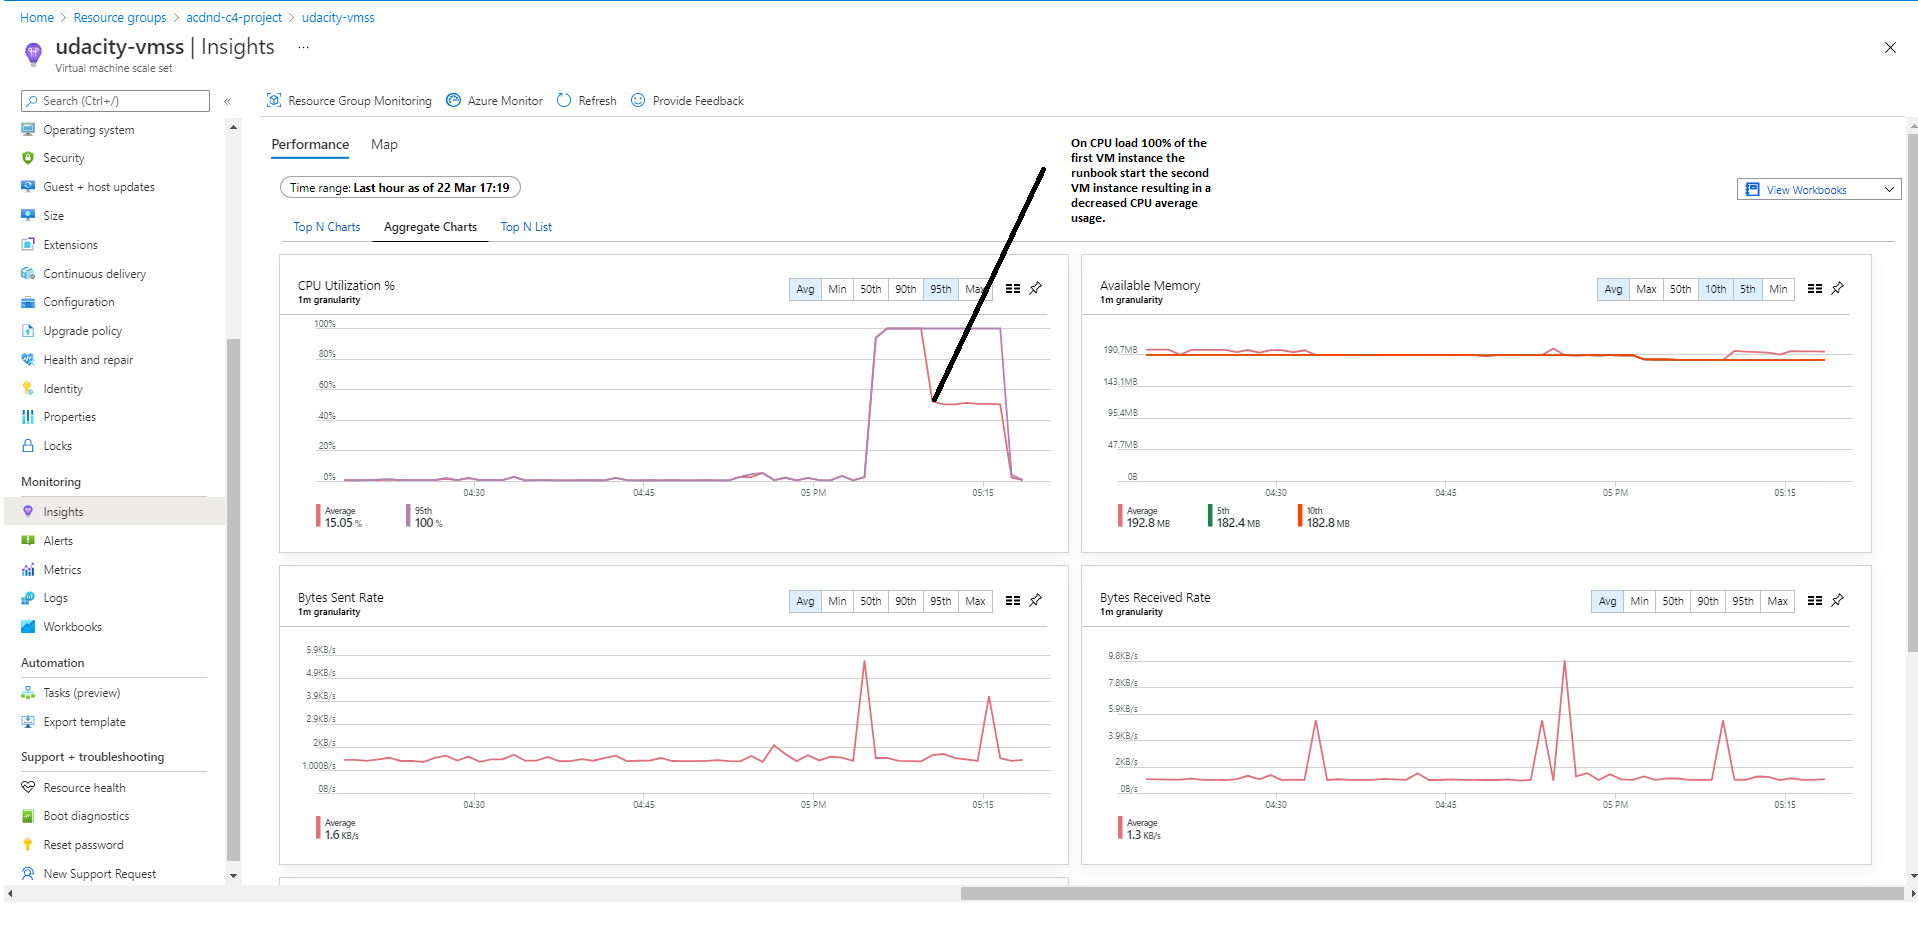 Home > Resource groups > acdnd-c4-project > udacity-vmss
udacity-vmss | Insights ...
Virtual machine scale set
Search (Ctrl+/)
«
Operating system
Security
Guest + host updates
Size
Extensions
Continuous delivery
Configuration
Upgrade policy
Health and repair
Identity
Properties
Locks
Monitoring
Insights
Alerts
Metrics
Logs
Workbooks
Automation
Tasks (preview)
Export template
Support + troubleshooting
Resource health
Boot diagnostics
Reset password
New Support Request
Resource Group Monitoring
Azure Monitor
Refresh
Provide Feedback
Performance
Map
Time range: Last hour as of 22 Mar 17:19
On CPU load 100% of the
first VM instance the
runbook start the second
VM instance resulting in a
decreased CPU average
usage.
View Workbooks
Top N Charts
Aggregate Charts
Top N List
CPU Utilization %
1m granularity
Avg Min 50th 90th 95th Max
100%
80%
60%
40%
20%
0%
04:30 04:45 05 PM 05:15
Average
15.05 %
95th
100 %
Available Memory
1m granularity
Avg Max 50th 10th 5th Min
190.7MB
143.1MB
95.4MB
47.7MB
0B
04:30 04:45 05 PM 05:15
Average
192.8 MB
5th
182.4 MB
10th
182.8 MB
Bytes Sent Rate
1m granularity
Avg Min 50th 90th 95th Max
5.9KB/s
4.9KB/s
3.9KB/s
2.9KB/s
2KB/s
1,000B/s
0B/s
04:30 04:45 05 PM 05:15
Average
1.6 KB/s
Bytes Received Rate
1m granularity
Avg Min 50th 90th 95th Max
9.8KB/s
7.8KB/s
5.9KB/s
3.9KB/s
2KB/s
0B/s
04:30 04:45 05 PM 05:15
Average
1.3 KB/s